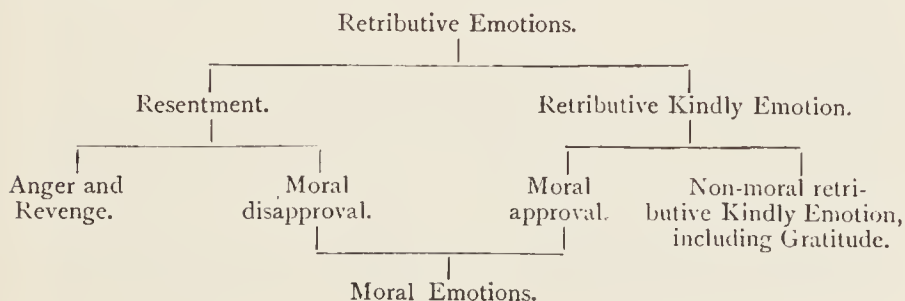 Retributive Emotions.
Resentment.
Retributive Kindly Emotion.
Anger and
Revenge.
Moral
disapproval.
Moral
approval.
Non-moral retri-
butive Kindly Emotion,
including Gratitude.
Moral Emotions.